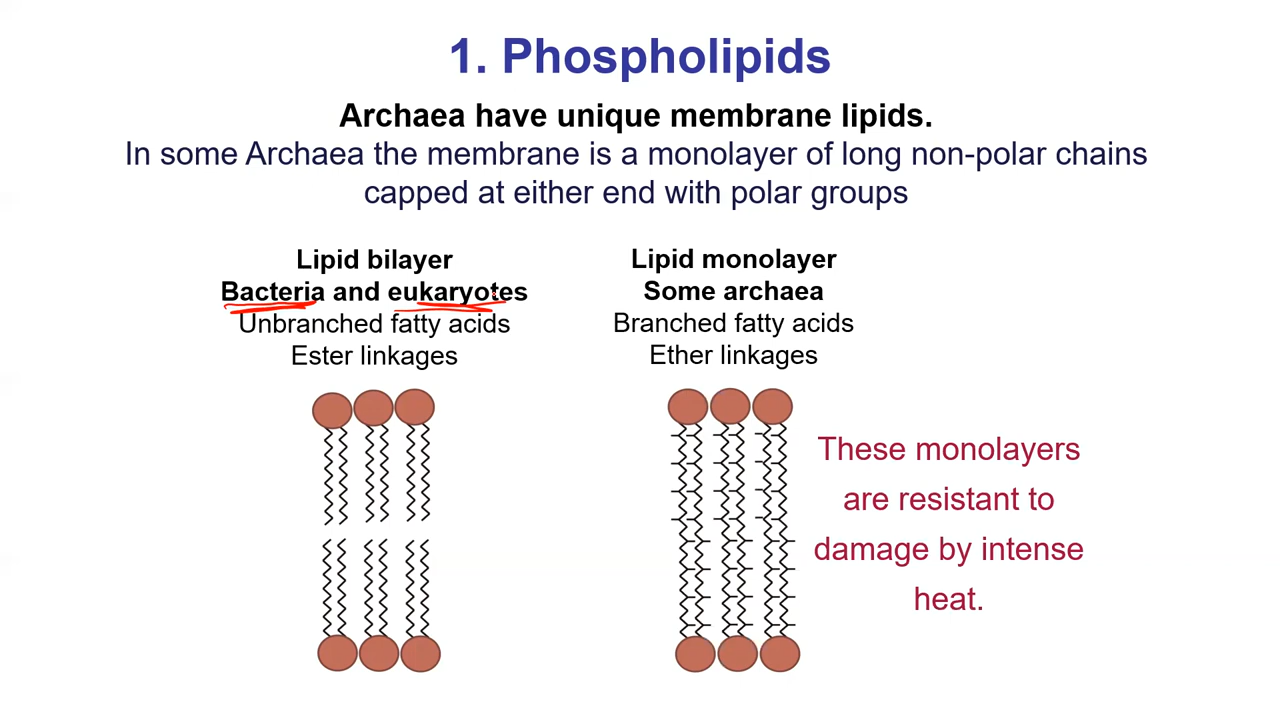 1. Phospholipids
Archaea have unique membrane lipids.
In some Archaea the membrane is a monolayer of long non-polar chains
capped at either end with polar groups
Lipid bilayer
Bacteria and eukaryotes
Unbranched fatty acids
Ester linkages
Lipid monolayer
Some archaea
Branched fatty acids
Ether linkages
These monolayers
are resistant to
damage by intense
heat.